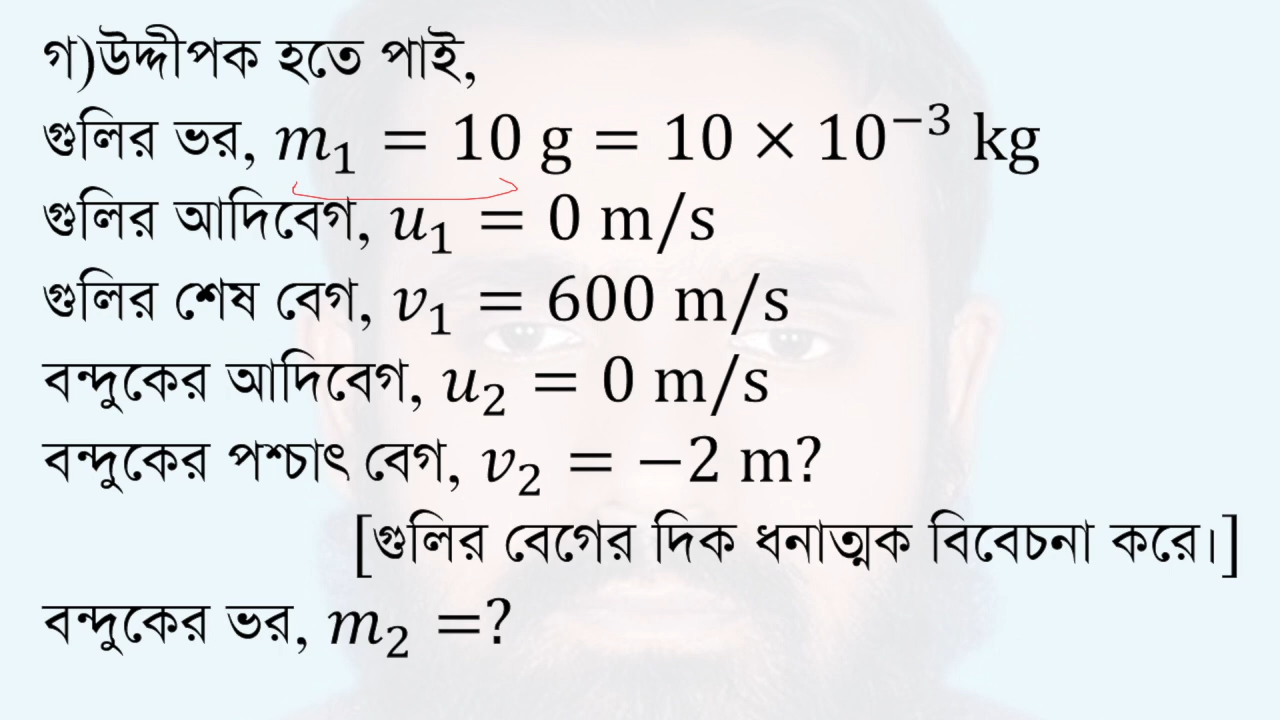 গ)উদ্দীপক হতে পাই,
গুলির ভর, m₁ = 10 g = 10 × 10⁻³ kg
গুলির আদিবেগ, u₁ = 0 m/s
গুলির শেষ বেগ, v₁ = 600 m/s
বন্দুকের আদিবেগ, u₂ = 0 m/s
বন্দুকের পশ্চাৎ বেগ, v₂ = −2 m?
[গুলির বেগের দিক ধনাত্মক বিবেচনা করে।]
বন্দুকের ভর, m₂ =?